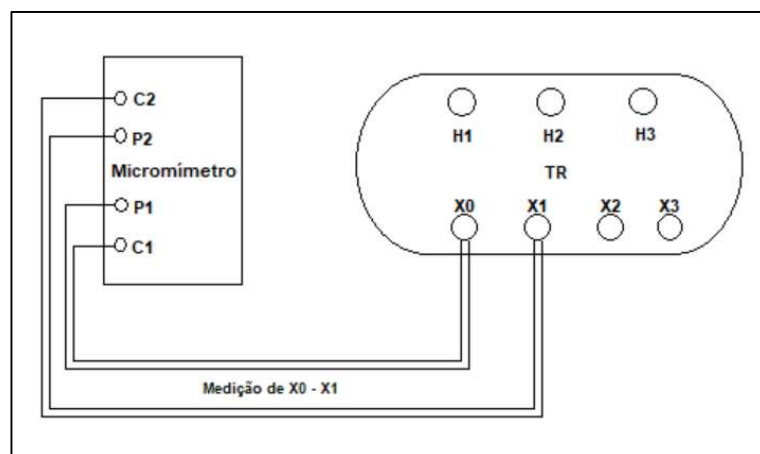 C2
P2
Micromímetro
P1
C1
H1 H2 H3
TR
X0 X1 X2 X3
Medição de X0 - X1